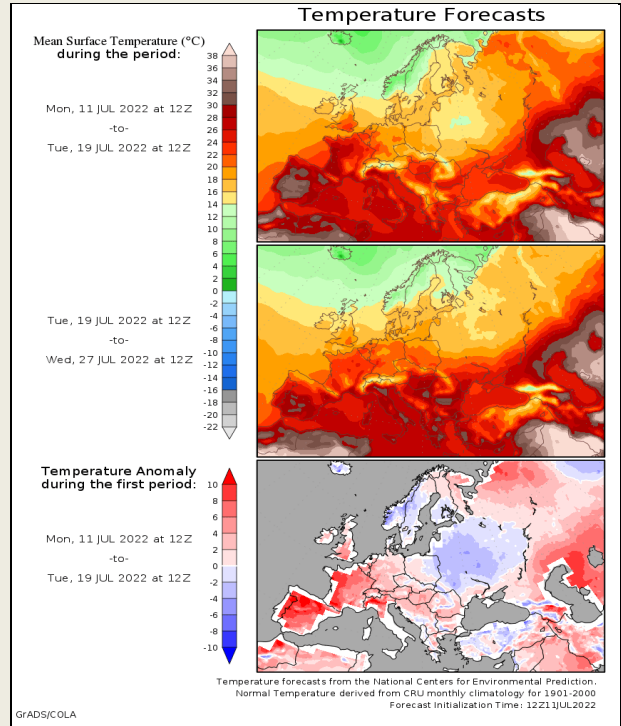 Temperature Forecasts
Mean Surface Temperature (°C)
during the period:
Mon, 11 JUL 2022 at 12Z
-to-
Tue, 19 JUL 2022 at 12Z
38
36
34
32
30
28
26
24
22
20
18
16
14
12
10
8
6
4
2
0
-2
-4
-6
-8
-10
-12
-14
-16
-18
-20
-22
Tue, 19 JUL 2022 at 12Z
-to-
Wed, 27 JUL 2022 at 12Z
Temperature Anomaly
during the first period:
Mon, 11 JUL 2022 at 12Z
-to-
Tue, 19 JUL 2022 at 12Z
10
8
6
4
2
0
-2
-4
-6
-8
-10
Temperature forecasts from the National Centers for Environmental Prediction.
Normal Temperature derived from CRU monthly climatology for 1901-2000
Forecast Initialization Time: 12Z11JUL2022
GrADS/COLA